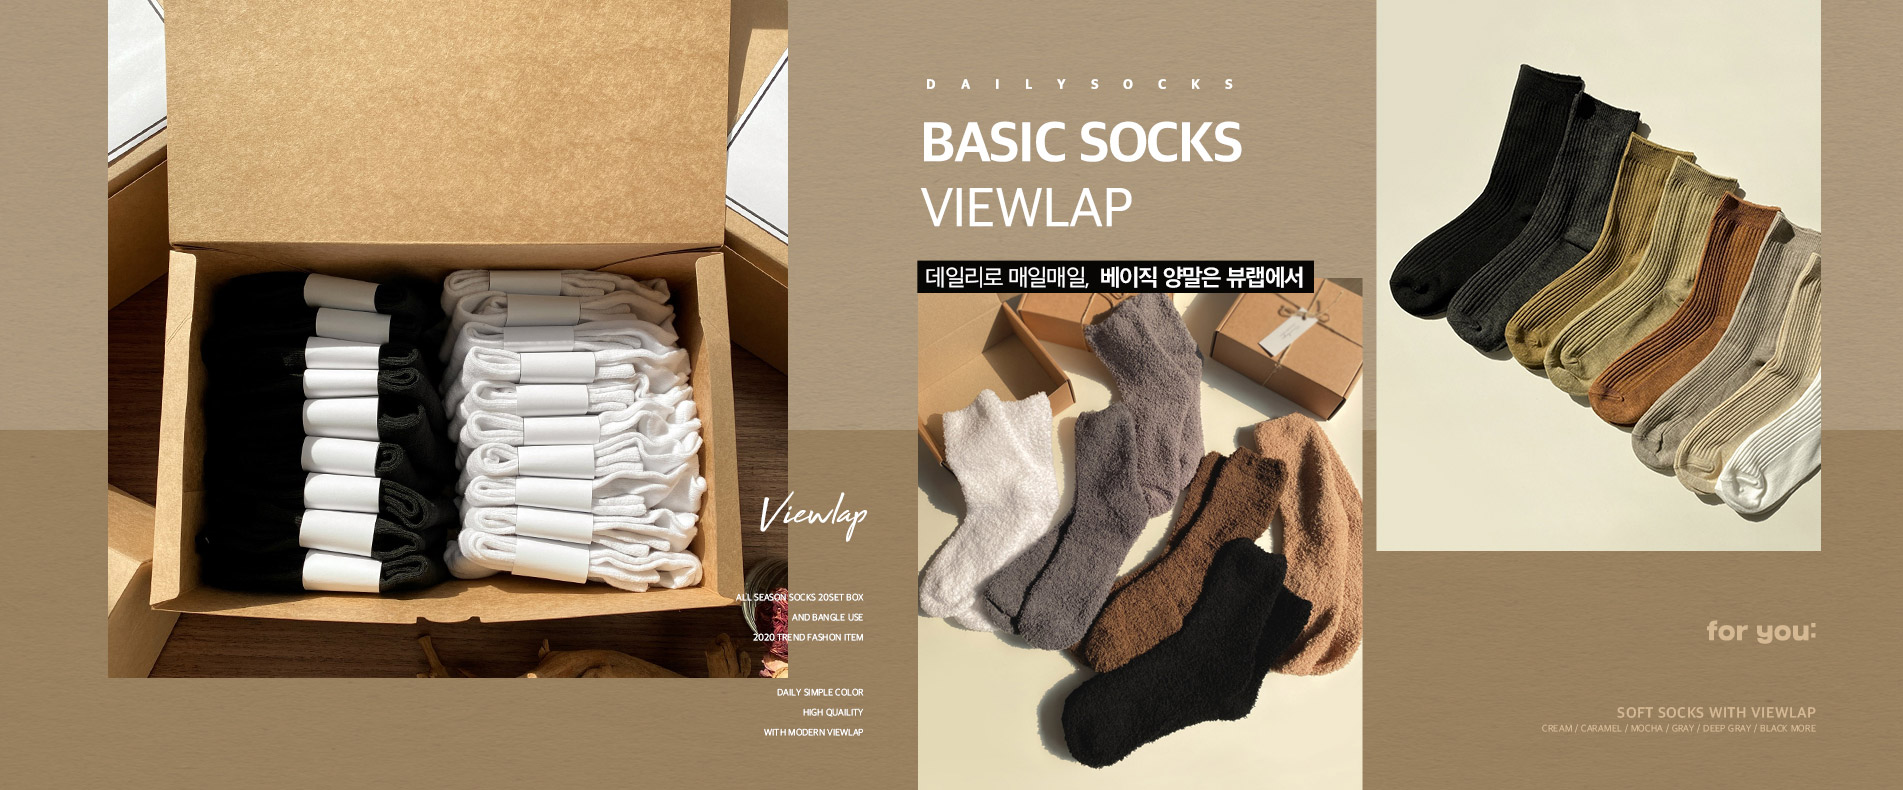 DAILYSOCKS
BASIC SOCKS
VIEWLAP
데일리로 매일매일, 베이직 양말은 뷰랩에서
Viewlap
ALL SEASON SOCKS 20SET BOX
AND BANGLE USE
2020 TREND FASHION ITEM
DAILY SIMPLE COLOR
HIGH QUAILITY
WITH MODERN VIEWLAP
for you:
SOFT SOCKS WITH VIEWLAP
CREAM / CARAMEL / MOCHA / GRAY / DEEP GRAY / BLACK MORE